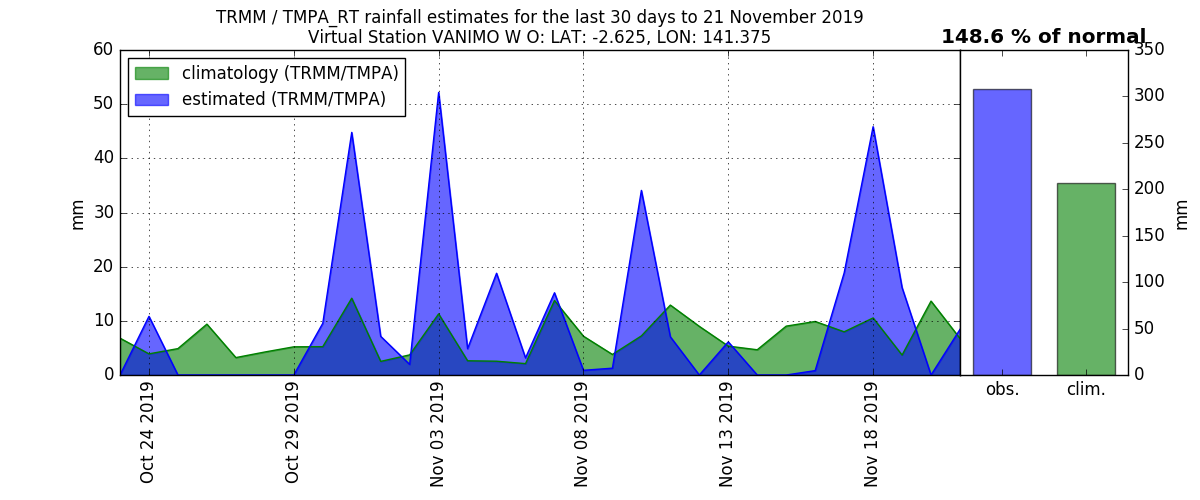 TRMM / TMPA_RT rainfall estimates for the last 30 days to 21 November 2019
Virtual Station VANIMO W O: LAT: -2.625, LON: 141.375
148.6 % of normal
climatology (TRMM/TMPA)
estimated (TRMM/TMPA)
60
50
40
30
20
10
0
mm
Oct 24 2019
Oct 29 2019
Nov 03 2019
Nov 08 2019
Nov 13 2019
Nov 18 2019
obs.
clim.
350
300
250
200
150
100
50
0
mm